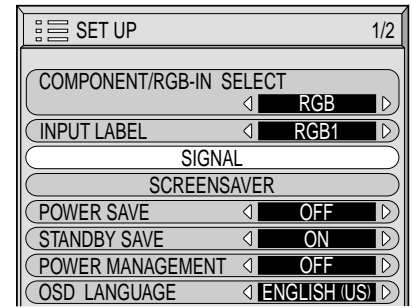 SET UP 1/2
COMPONENT/RGB-IN SELECT
RGB
INPUT LABEL RGB1
SIGNAL
SCREENSAVER
POWER SAVE OFF
STANDBY SAVE ON
POWER MANAGEMENT OFF
OSD LANGUAGE ENGLISH (US)